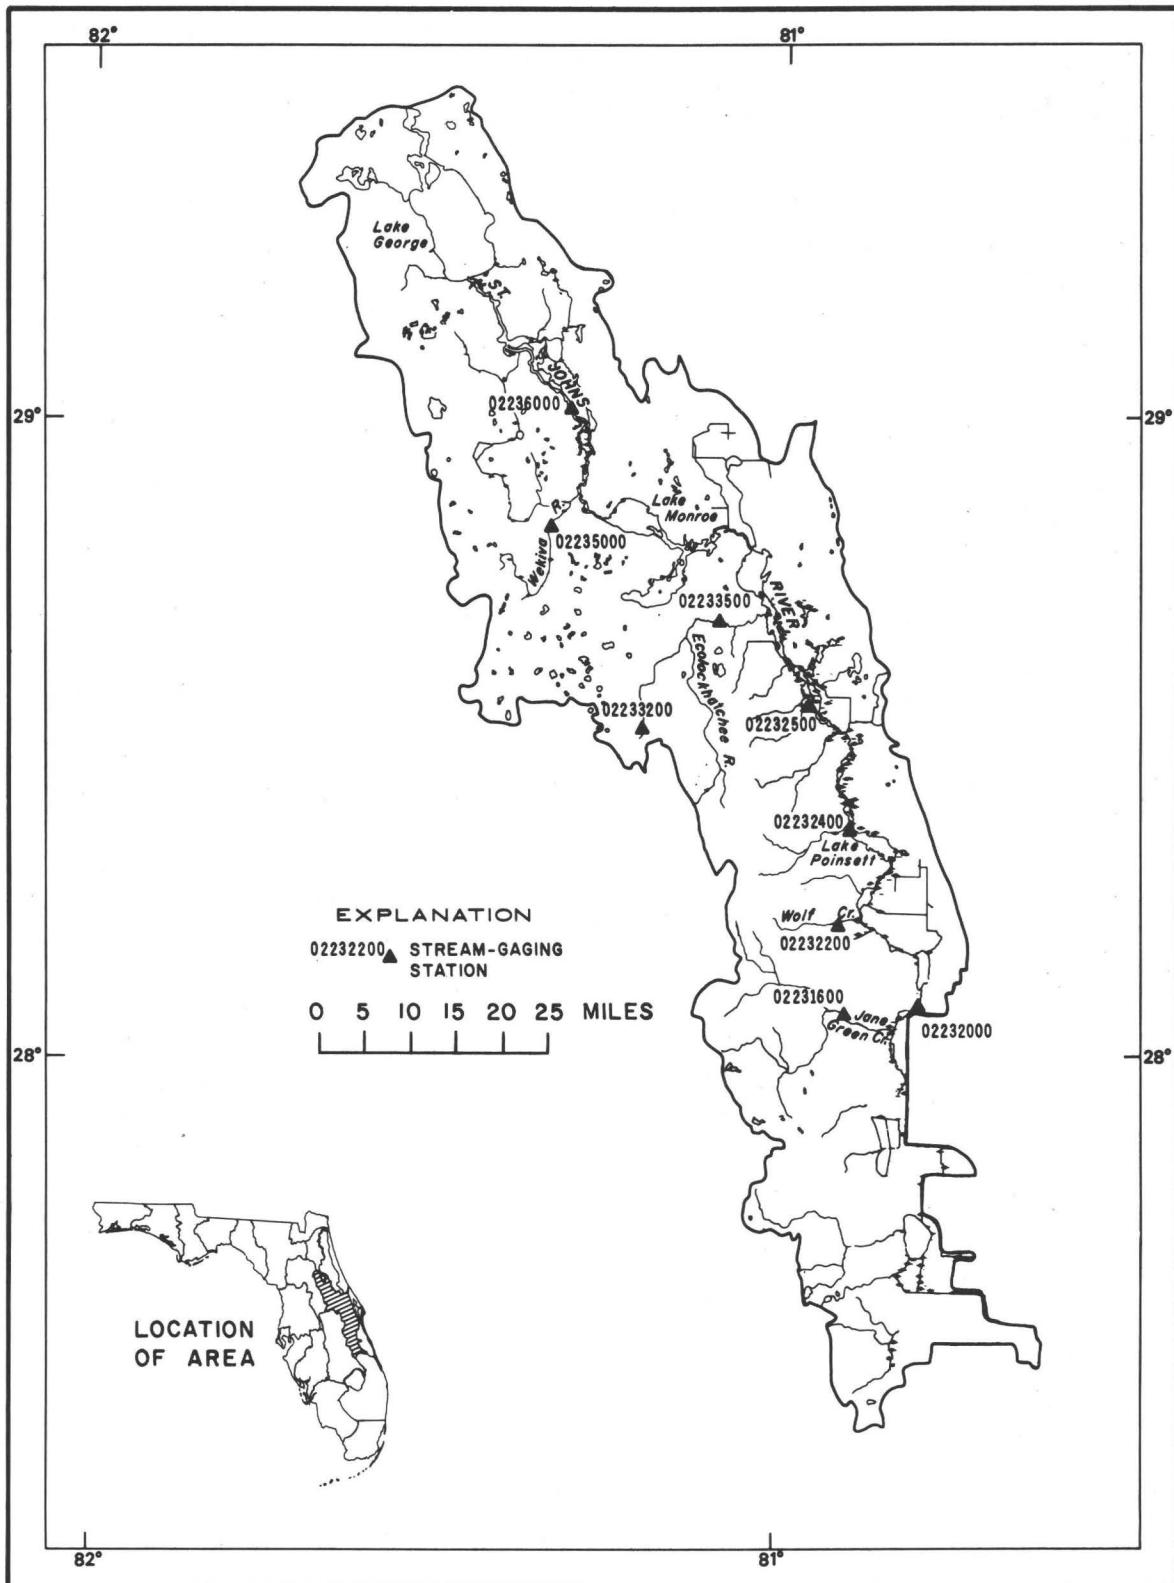 82°
81°
Lake
George
ST.
JOHNS
29°
29°
02236000
Lake
Monroe
R.
02235000
Wekiva
RIVER
02233500
Ecolockhatchee R.
02233200
02232500
02232400
Lake
Poinsett
EXPLANATION
Wolf Cr.
02232200
02232200 STREAM-GAGING
STATION
0 5 10 15 20 25 MILES
02231600
Jane
Green Cr.
02232000
28°
28°
LOCATION
OF AREA
82°
81°